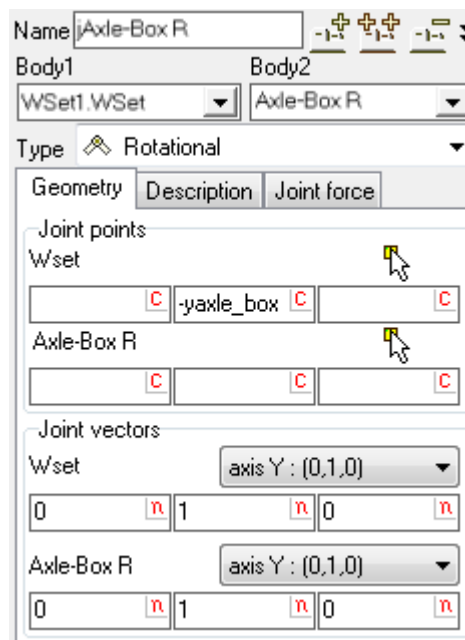 Name jAxle-Box R
Body1 Body2
WSet1.WSet Axle-Box R
Type Rotational
Geometry Description Joint force
Joint points
Wset
C -yaxle_box C C
Axle-Box R
C C C
Joint vectors
Wset axis Y : (0,1,0)
0 n 1 n 0 n
Axle-Box R axis Y : (0,1,0)
0 n 1 n 0 n